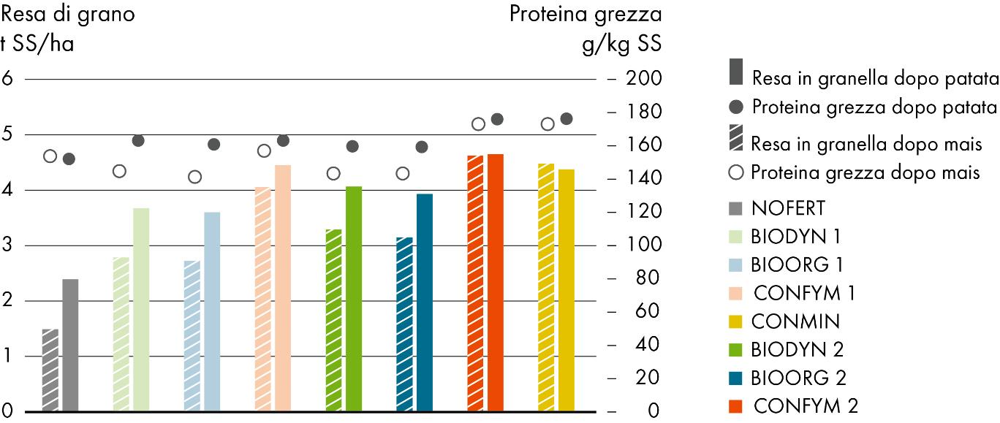 Resa di grano
t SS/ha
Proteina grezza
g/kg SS
6
5
4
3
2
1
0
200
180
160
140
120
100
80
60
40
20
0
Resa in granella dopo patata
Proteina grezza dopo patata
Resa in granella dopo mais
Proteina grezza dopo mais
NOFERT
BIODYN 1
BIOORG 1
CONFYM 1
CONMIN
BIODYN 2
BIOORG 2
CONFYM 2